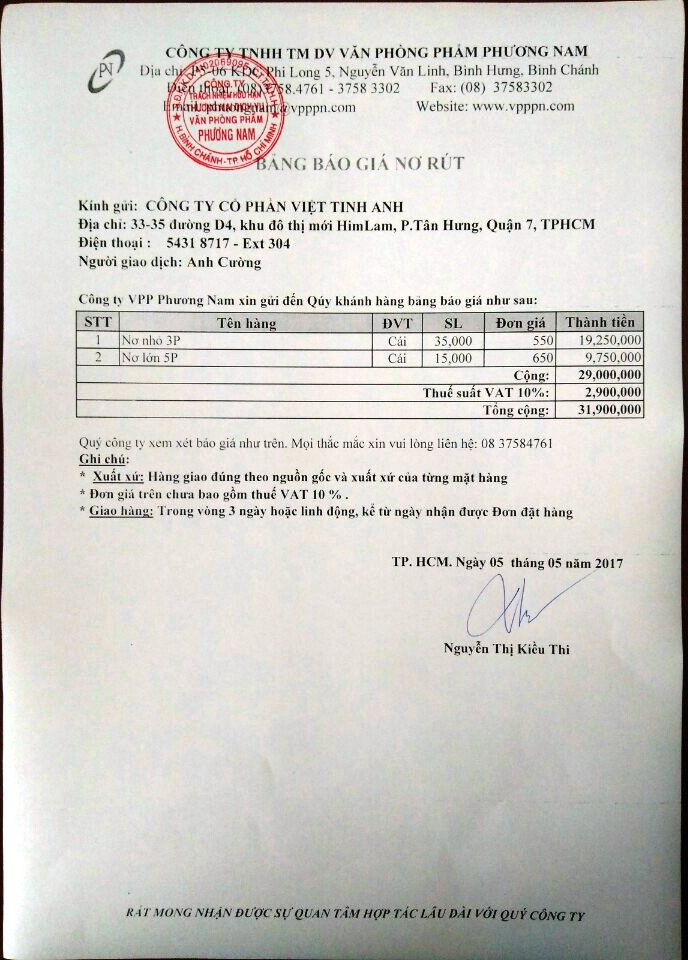 PN
CÔNG TY TNHH TM DV VĂN PHÒNG PHẨM PHƯƠNG NAM
KDC Phi Long 5, Nguyễn Văn Linh, Bình Hưng, Bình Chánh
3758.4761 - 3758 3302 Fax: (08) 37583302
Website: www.vpppn.com
CÔNG TY
TRÁCH NHIỆM HỮU HẠN
VĂN PHÒNG PHẨM
PHƯƠNG NAM
H. BÌNH CHÁNH - TP. HỒ CHÍ MINH
BẢNG BÁO GIÁ NƠ RÚT
Kính gửi: CÔNG TY CỔ PHẦN VIỆT TINH ANH
Địa chỉ: 33-35 đường D4, khu đô thị mới HimLam, P.Tân Hưng, Quận 7, TPHCM
Điện thoại : 5431 8717 - Ext 304
Người giao dịch: Anh Cường
Công ty VPP Phương Nam xin gửi đến Qúy khánh hàng bảng báo giá như sau:
STT Tên hàng ĐVT SL Đơn giá Thành tiền
1 Nơ nhỏ 3P Cái 35,000 550 19,250,000
2 Nơ lớn 5P Cái 15,000 650 9,750,000
Cộng: 29,000,000
Thuế suất VAT 10%: 2,900,000
Tổng cộng: 31,900,000
Quý công ty xem xét báo giá như trên. Mọi thắc mắc xin vui lòng liên hệ: 08 37584761
Ghi chú:
* Xuất xứ: Hàng giao đúng theo nguồn gốc và xuất xứ của từng mặt hàng
* Đơn giá trên chưa bao gồm thuế VAT 10 % .
* Giao hàng: Trong vòng 3 ngày hoặc linh động, kể từ ngày nhận được Đơn đặt hàng
TP. HCM. Ngày 05 tháng 05 năm 2017
Nguyễn Thị Kiều Thi
RẤT MONG NHẬN ĐƯỢC SỰ QUAN TÂM HỢP TÁC LÂU DÀI VỚI QUÝ CÔNG TY